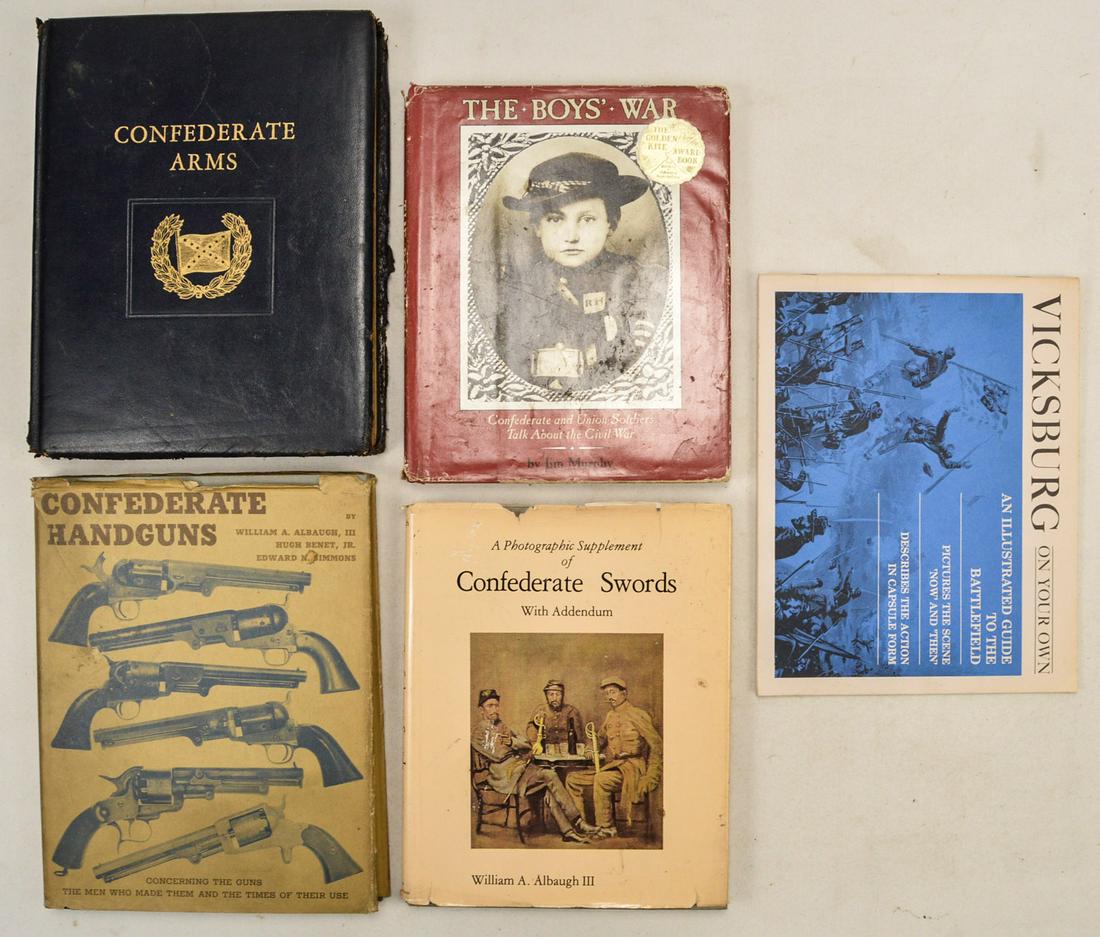 CONFEDERATE
ARMS
THE · BOYS' · WAR
THE
GOLDEN
KITE AWARD
BOOK
RH
Confederate and Union Soldiers
Talk About the Civil War
by Jim Murphy
CONFEDERATE
HANDGUNS
BY
WILLIAM A. ALBAUGH, III
HUGH BENET, JR.
EDWARD N. SIMMONS
CONCERNING THE GUNS
THE MEN WHO MADE THEM AND THE TIMES OF THEIR USE
A Photographic Supplement
of
Confederate Swords
With Addendum
William A. Albaugh III
VICKSBURG ON YOUR OWN
AN ILLUSTRATED GUIDE
TO THE
BATTLEFIELD
PICTURES THE SCENE
'NOW' AND THEN'
DESCRIBES THE ACTION
IN CAPSULE FORM